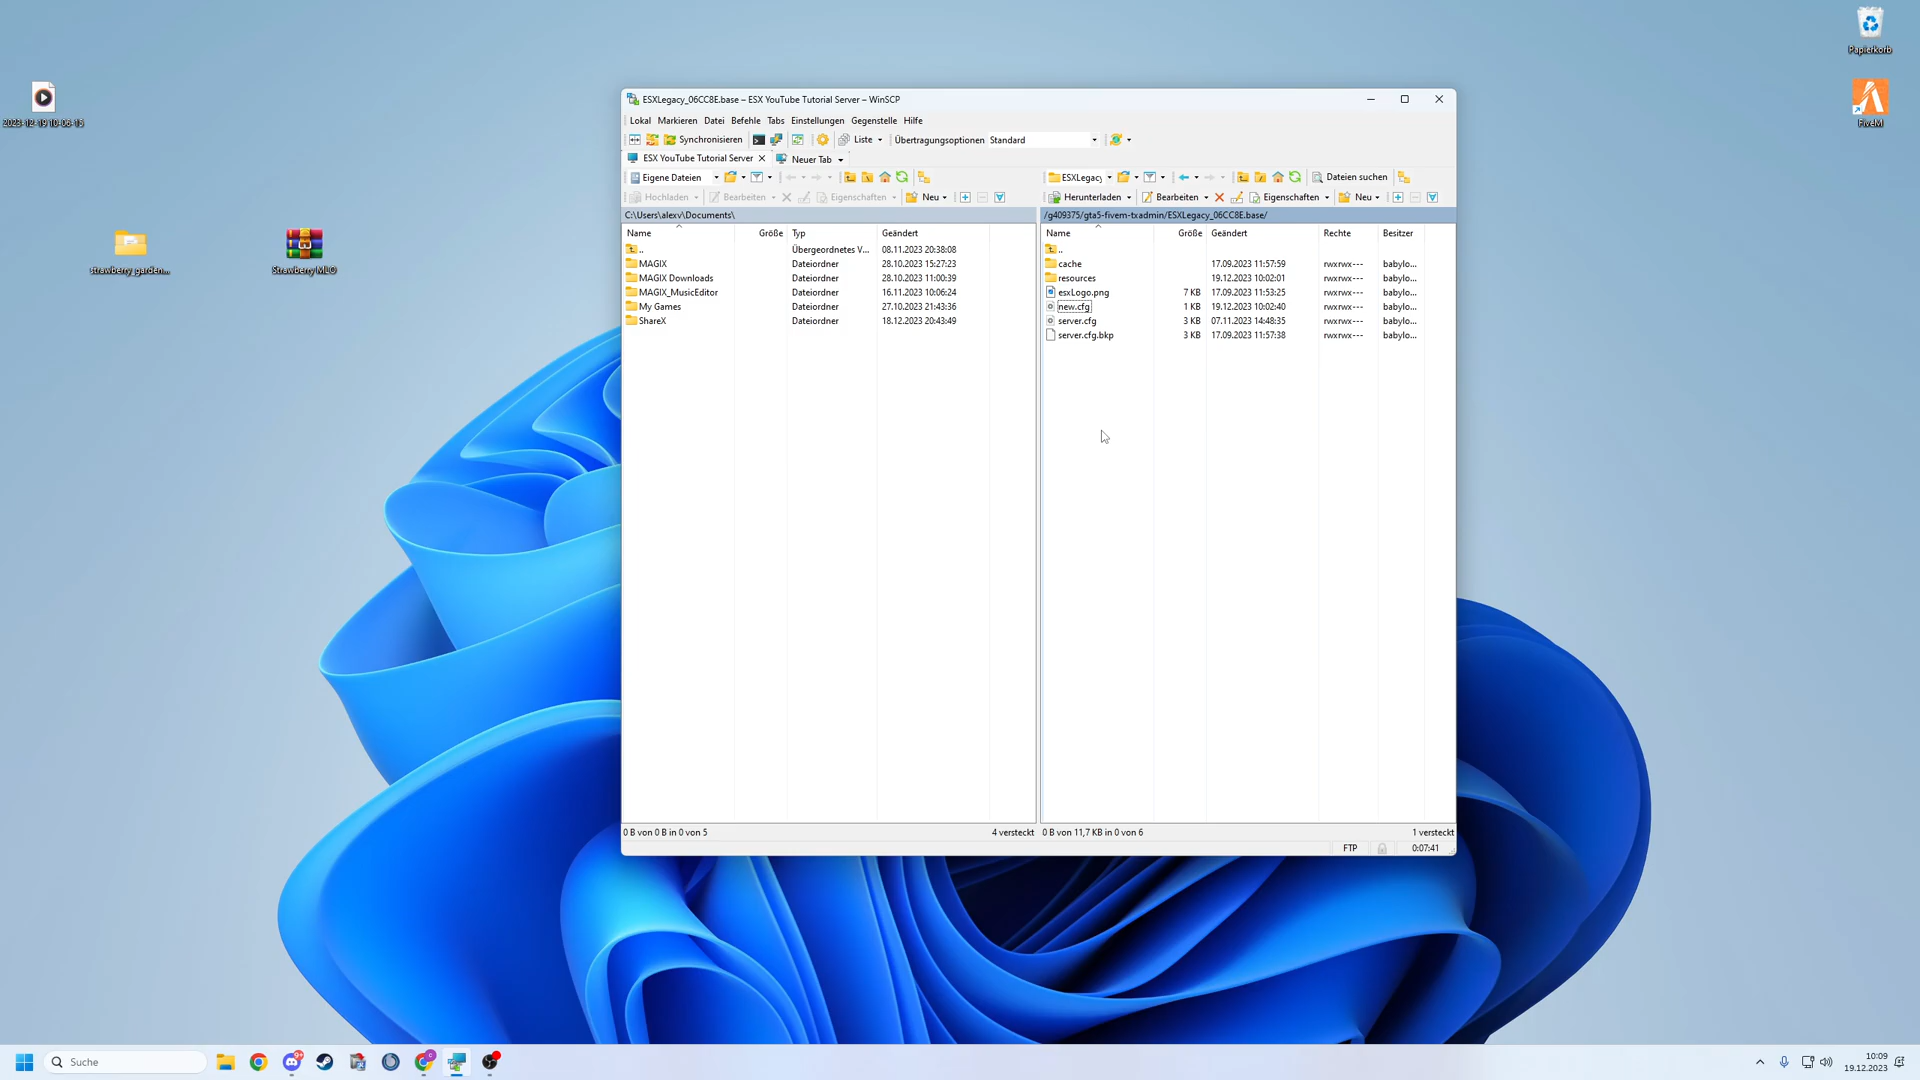 Papierkorb
FiveM
2023-12-19 10-06-15
strawberry_garden...
Strawberry MLO
ESXLegacy_06CC8E.base – ESX YouTube Tutorial Server – WinSCP
Lokal Markieren Datei Befehle Tabs Einstellungen Gegenstelle Hilfe
Synchronisieren Liste Übertragungsoptionen Standard
ESX YouTube Tutorial Server Neuer Tab
Eigene Dateien
Hochladen Bearbeiten Eigenschaften Neu
C:\Users\alexv\Documents\
Name Größe Typ Geändert
.. Übergeordnetes V... 08.11.2023 20:38:08
MAGIX Dateiordner 28.10.2023 15:27:23
MAGIX Downloads Dateiordner 28.10.2023 11:00:39
MAGIX_MusicEditor Dateiordner 16.11.2023 10:06:24
My Games Dateiordner 27.10.2023 21:43:36
ShareX Dateiordner 18.12.2023 20:43:49
0 B von 0 B in 0 von 5 4 versteckt
ESXLegacy Dateien suchen
Herunterladen Bearbeiten Eigenschaften Neu
/g409375/gta5-fivem-txadmin/ESXLegacy_06CC8E.base/
Name Größe Geändert Rechte Besitzer
..
cache 17.09.2023 11:57:59 rwxrwx--- babylo...
resources 19.12.2023 10:02:01 rwxrwx--- babylo...
esxLogo.png 7 KB 17.09.2023 11:53:25 rwxrwx--- babylo...
new.cfg 1 KB 19.12.2023 10:02:40 rwxrwx--- babylo...
server.cfg 3 KB 07.11.2023 14:48:35 rwxrwx--- babylo...
server.cfg.bkp 3 KB 17.09.2023 11:57:38 rwxrwx--- babylo...
0 B von 11,7 KB in 0 von 6 1 versteckt
FTP 0:07:41
Suche
9+
10:09
19.12.2023